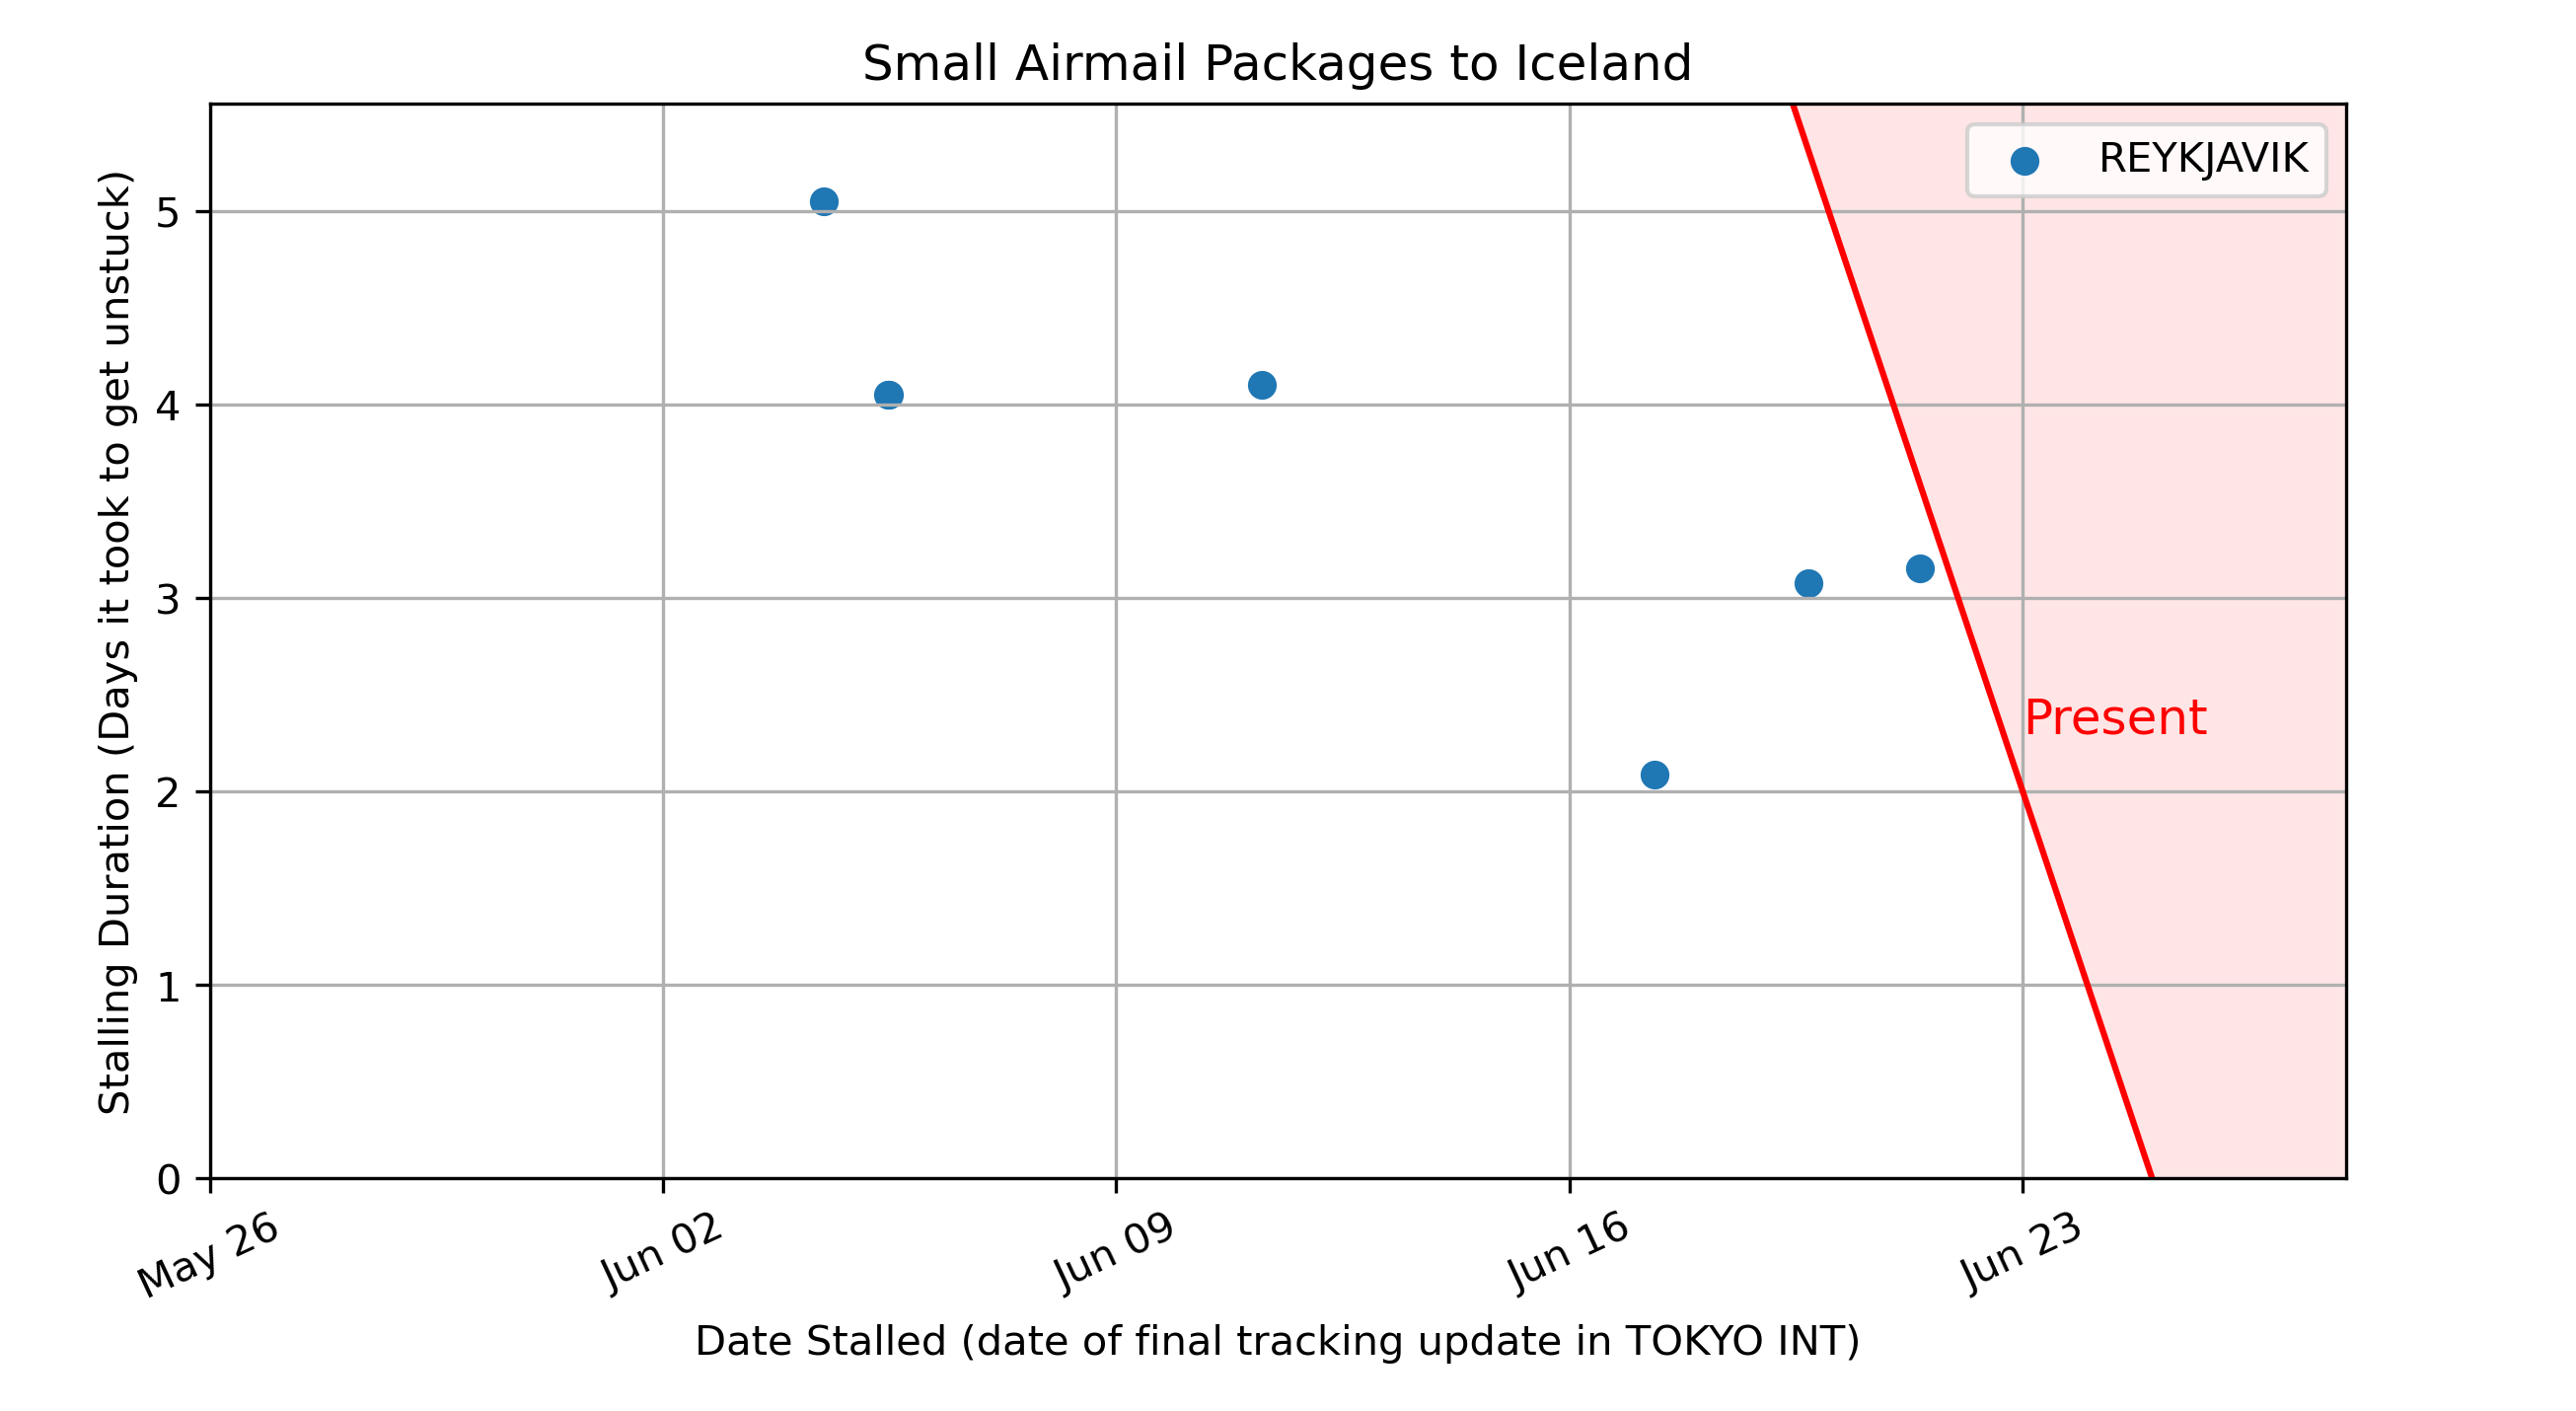 Small Airmail Packages to Iceland
REYKJAVIK
Present
Stalling Duration (Days it took to get unstuck)
5
4
3
2
1
0
May 26
Jun 02
Jun 09
Jun 16
Jun 23
Date Stalled (date of final tracking update in TOKYO INT)